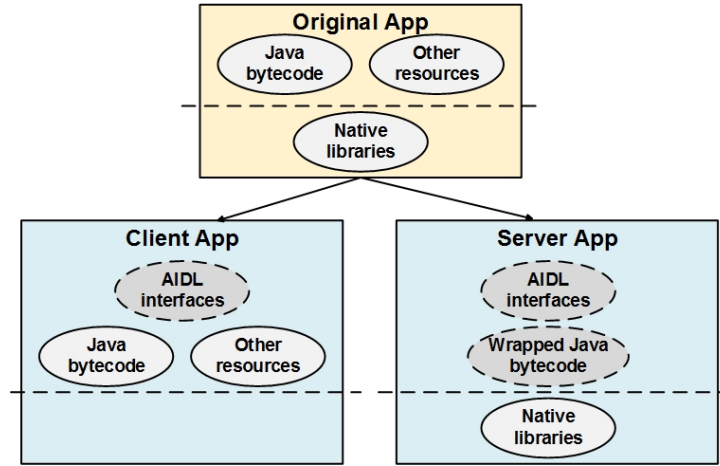 Original App
Java
bytecode
Other
resources
Native
libraries
Client App
AIDL
interfaces
Java
bytecode
Other
resources
Server App
AIDL
interfaces
Wrapped Java
bytecode
Native
libraries